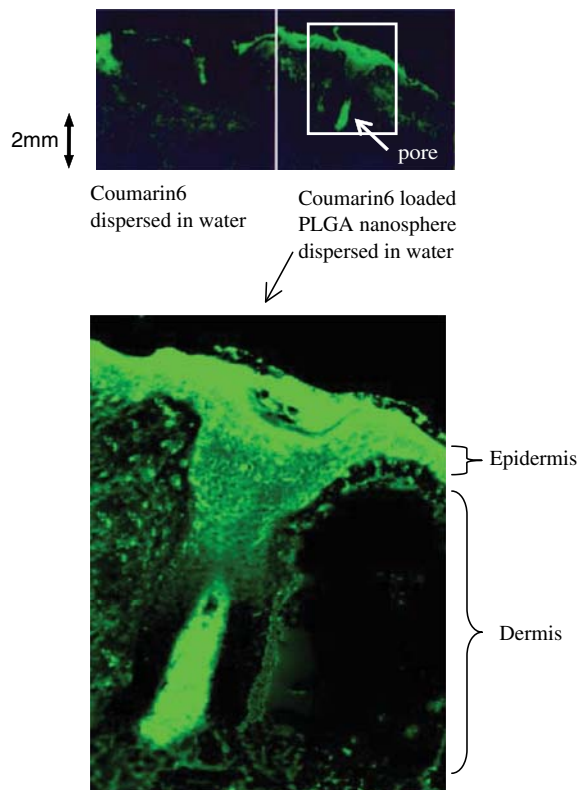 2mm
pore
Coumarin6
dispersed in water
Coumarin6 loaded
PLGA nanosphere
dispersed in water
Epidermis
Dermis